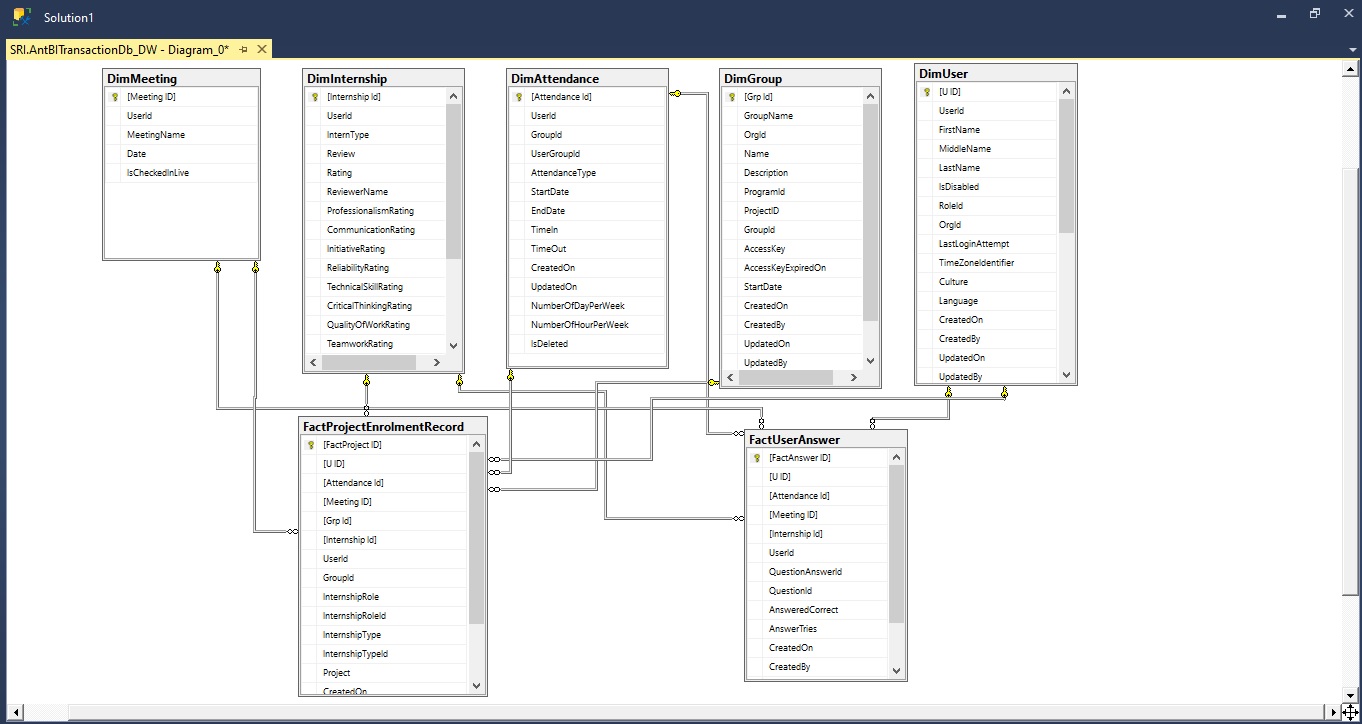 Solution1
SRI.AntBITransactionDb_DW - Diagram_0*
DimMeeting
[Meeting ID]
UserId
MeetingName
Date
IsCheckedInLive
DimInternship
[Internship Id]
UserId
InternType
Review
Rating
ReviewerName
ProfessionalismRating
CommunicationRating
InitiativeRating
ReliabilityRating
TechnicalSkillRating
CriticalThinkingRating
QualityOfWorkRating
TeamworkRating
DimAttendance
[Attendance Id]
UserId
GroupId
UserGroupId
AttendanceType
StartDate
EndDate
TimeIn
TimeOut
CreatedOn
UpdatedOn
NumberOfDayPerWeek
NumberOfHourPerWeek
IsDeleted
DimGroup
[Grp Id]
GroupName
OrgId
Name
Description
ProgramId
ProjectID
GroupId
AccessKey
AccessKeyExpiredOn
StartDate
CreatedOn
CreatedBy
UpdatedOn
UpdatedBy
DimUser
[U ID]
UserId
FirstName
MiddleName
LastName
IsDisabled
RoleId
OrgId
LastLoginAttempt
TimeZoneIdentifier
Culture
Language
CreatedOn
CreatedBy
UpdatedOn
UpdatedBy
FactProjectEnrolmentRecord
[FactProject ID]
[U ID]
[Attendance Id]
[Meeting ID]
[Grp Id]
[Internship Id]
UserId
GroupId
InternshipRole
InternshipRoleId
InternshipType
InternshipTypeId
Project
CreatedOn
FactUserAnswer
[FactAnswer ID]
[U ID]
[Attendance Id]
[Meeting ID]
[Internship Id]
UserId
QuestionAnswerId
QuestionId
AnsweredCorrect
AnswerTries
CreatedOn
CreatedBy